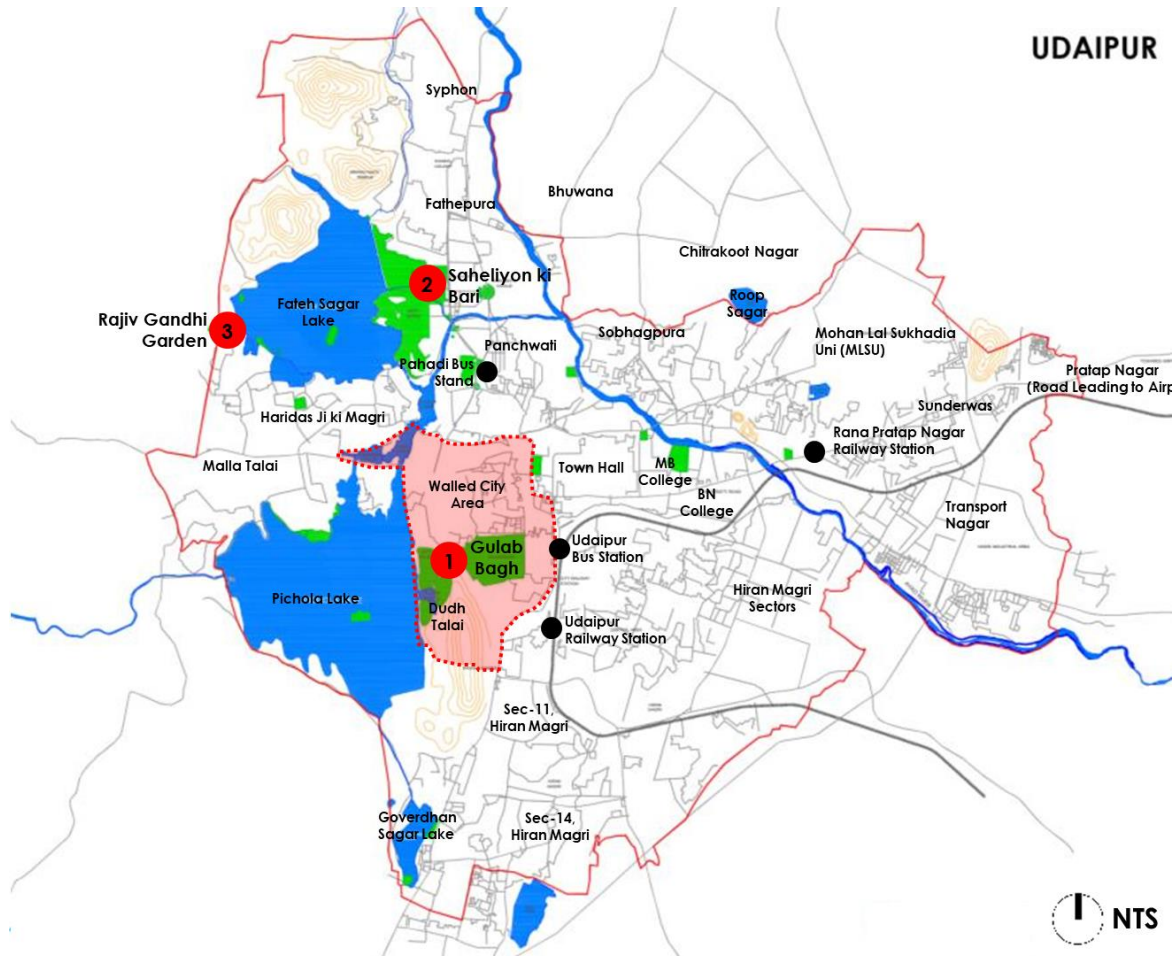 UDAIPUR
Syphon
Bhuwana
Fathepura
Chitrakoot Nagar
2
Saheliyon ki
Bari
Roop
Sagar
Fateh Sagar
Lake
Rajiv Gandhi
Garden
3
Sobhagpura
Mohan Lal Sukhadia
Uni (MLSU)
Panchwati
Pahadi Bus
Stand
Pratap Nagar
(Road Leading to Airp
Sunderwas
Haridas Ji ki Magri
Rana Pratap Nagar
Railway Station
Malla Talai
Town Hall
MB
College
Walled City
Area
BN
College
Transport
Nagar
Udaipur
Bus Station
1
Gulab
Bagh
Pichola Lake
Dudh
Talai
Hiran Magri
Sectors
Udaipur
Railway Station
Sec-11,
Hiran Magri
Goverdhan
Sagar Lake
Sec-14,
Hiran Magri
NTS